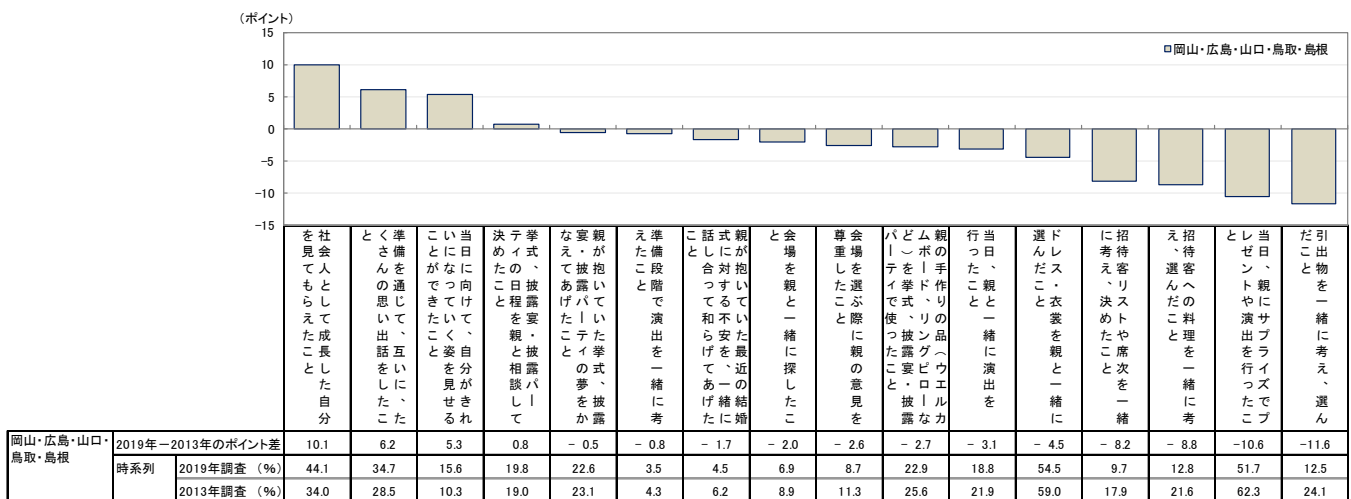 (ポイント)
15
10
5
0
-5
-10
-15
岡山・広島・山口・鳥取・島根
社会人として成長した自分
を見てもらえたこと
準備を通じて、互いに、た
くさんの思い出話をしたこ
と
当日に向けて、自分がきれ
いになっていく姿を見せる
ことができたこと
挙式、披露宴・披露パー
ティの日程を親と相談して
決めたこと
親が抱いていた挙式、披露
宴・披露パーティの夢をか
なえてあげたこと
準備段階で演出を一緒に考
えたこと
親が抱いていた最近の結婚
式に対する不安を、一緒に
話し合って和らげてあげた
こと
会場を親と一緒に探したこ
と
会場を選ぶ際に親の意見を
尊重したこと
親の手作りの品(ウエルカ
ムボード、リングピローな
ど)を挙式、披露宴・披露
パーティで使ったこと
当日、親と一緒に演出を
行ったこと
ドレス・衣裳を親と一緒に
選んだこと
招待客リストや席次を一緒
に考え、決めたこと
招待客への料理を一緒に考
え、選んだこと
当日、親にサプライズでプ
レゼントや演出を行ったこ
と
引出物を一緒に考え、選ん
だこと
岡山・広島・山口・
鳥取・島根
2019年-2013年のポイント差 10.1 6.2 5.3 0.8 - 0.5 - 0.8 - 1.7 - 2.0 - 2.6 - 2.7 - 3.1 - 4.5 - 8.2 - 8.8 -10.6 -11.6
時系列 2019年調査 (%) 44.1 34.7 15.6 19.8 22.6 3.5 4.5 6.9 8.7 22.9 18.8 54.5 9.7 12.8 51.7 12.5
2013年調査 (%) 34.0 28.5 10.3 19.0 23.1 4.3 6.2 8.9 11.3 25.6 21.9 59.0 17.9 21.6 62.3 24.1